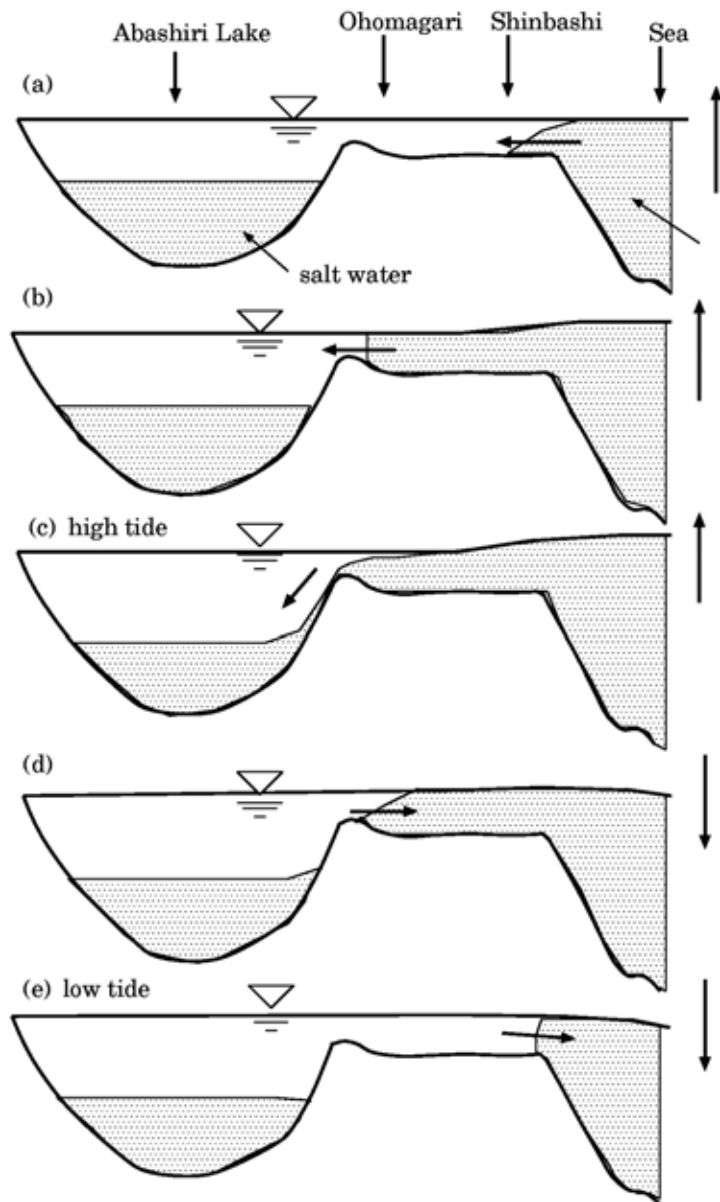 Abashiri Lake Ohomagari Shinbashi Sea
(a)
salt water
(b)
(c) high tide
(d)
(e) low tide